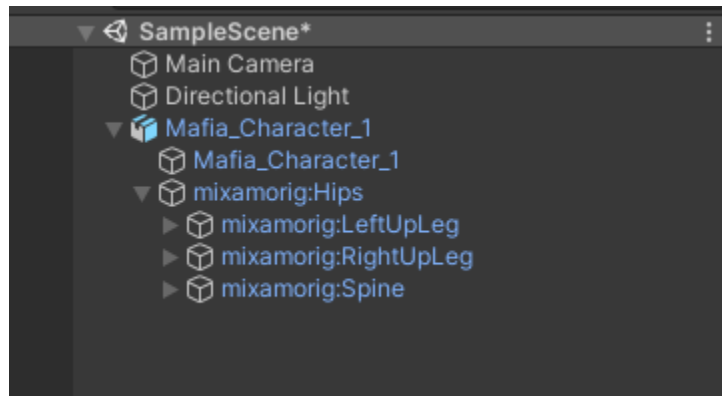 SampleScene*
Main Camera
Directional Light
Mafia_Character_1
Mafia_Character_1
mixamorig:Hips
mixamorig:LeftUpLeg
mixamorig:RightUpLeg
mixamorig:Spine